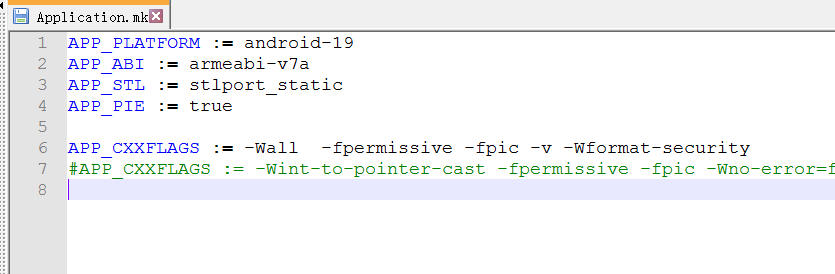 Application.mk
1 APP_PLATFORM := android-19
2 APP_ABI := armeabi-v7a
3 APP_STL := stlport_static
4 APP_PIE := true
5
6 APP_CXXFLAGS := -Wall  -fpermissive -fpic -v -Wformat-security
7 #APP_CXXFLAGS := -Wint-to-pointer-cast -fpermissive -fpic -Wno-error=f
8